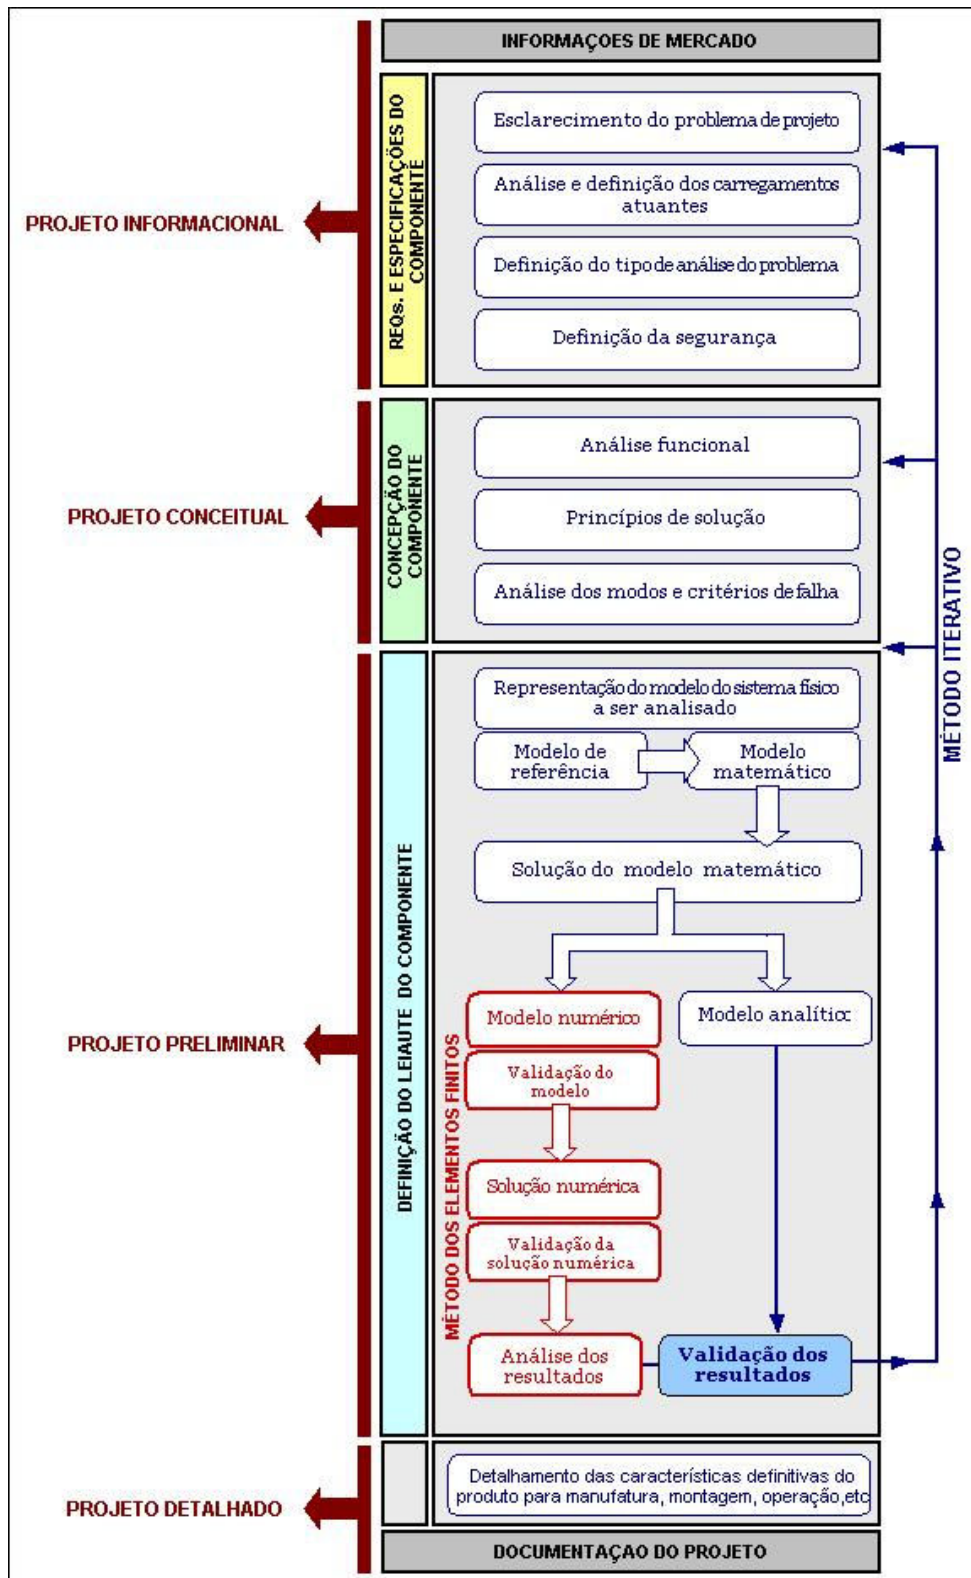 INFORMAÇOES DE MERCADO
PROJETO INFORMACIONAL
REQs. E ESPECIFICAÇÕES DO
COMPONENTE
Esclarecimento do problema de projeto
Análise e definição dos carregamentos
atuantes
Definição do tipo de análise do problema
Definição da segurança
PROJETO CONCEITUAL
CONCEPÇÃO DO
COMPONENTE
Análise funcional
Princípios de solução
Análise dos modos e critérios de falha
MÉTODO ITERATIVO
PROJETO PRELIMINAR
DEFINIÇÃO DO LEIAUTE DO COMPONENTE
Representação do modelo do sistema físico
a ser analisado
Modelo de
referência
Modelo
matemático
Solução do modelo matemático
MÉTODO DOS ELEMENTOS FINITOS
Modelo numérico
Modelo analític
Validação do
modelo
Solução numérica
Validação da
solução numérica
Análise dos
resultados
Validação dos
resultados
PROJETO DETALHADO
Detalhamento das características definitivas do
produto para manufatura, montagem, operação,etc
DOCUMENTAÇAO DO PROJETO